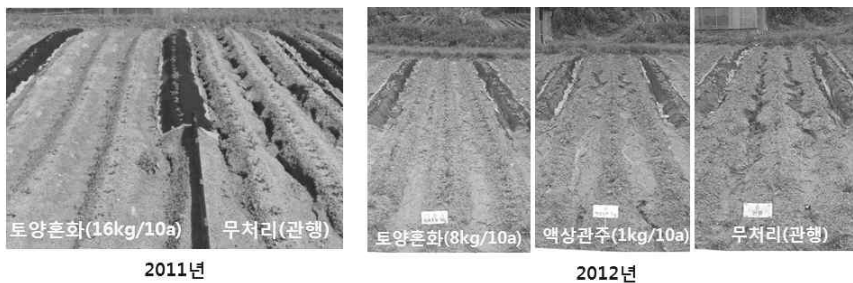 토양혼화(16kg/10a) 무처리(관행)
토양혼화(8kg/10a) 액상관주(1kg/10a) 무처리(관행)
2011년 2012년